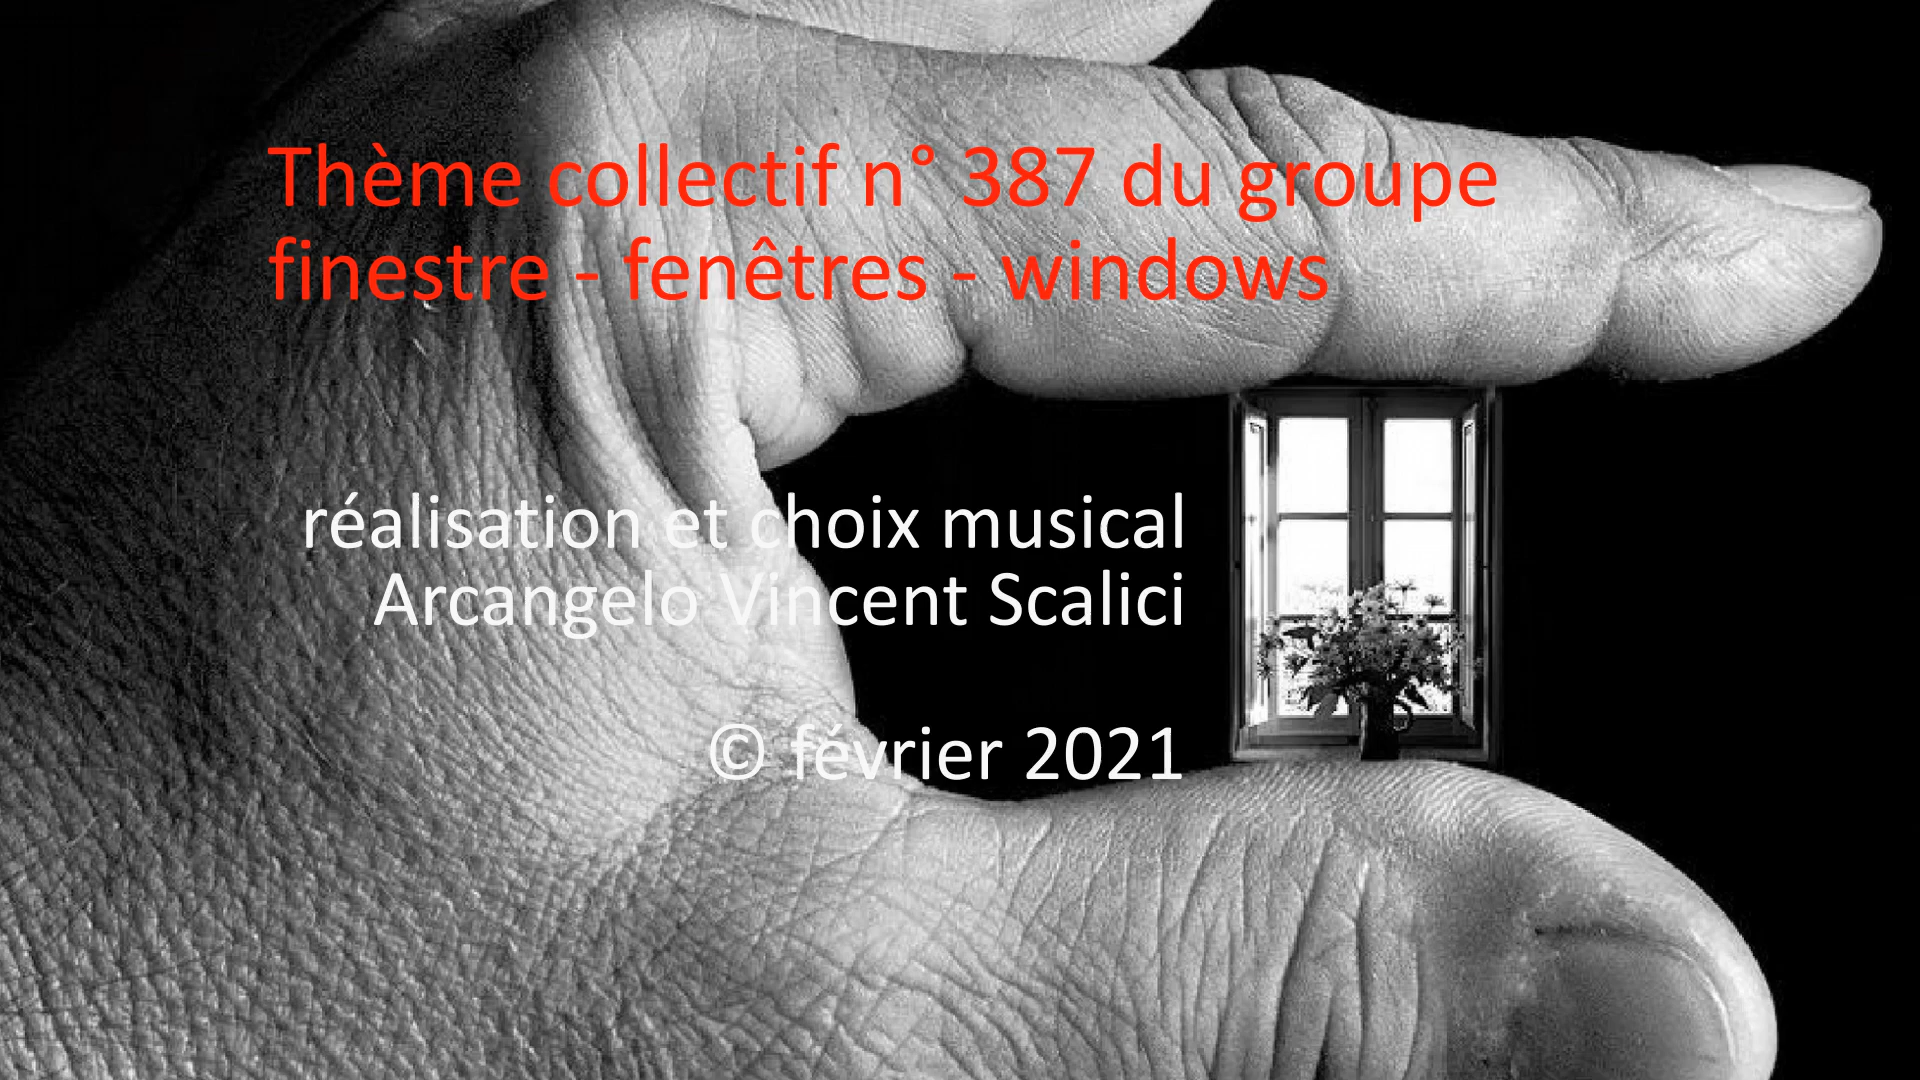 Thème collectif n° 387 du groupe
finestre - fenêtres - windows
réalisation et choix musical
Arcangelo Vincent Scalici
© février 2021